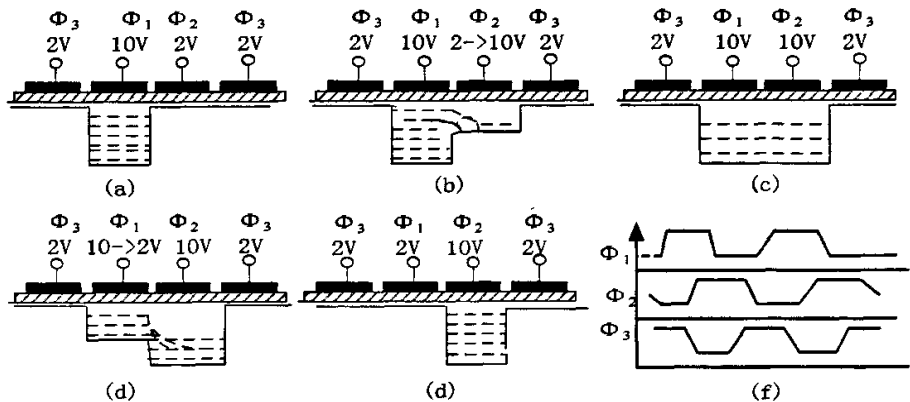 Φ₃ Φ₁ Φ₂ Φ₃
2V 10V 2V 2V
(a)
Φ₃ Φ₁ Φ₂ Φ₃
2V 10V 2->10V 2V
(b)
Φ₃ Φ₁ Φ₂ Φ₃
2V 10V 10V 2V
(c)
Φ₃ Φ₁ Φ₂ Φ₃
2V 10->2V 10V 2V
(d)
Φ₃ Φ₁ Φ₂ Φ₃
2V 2V 10V 2V
(d)
Φ₁
Φ₂
Φ₃
(f)